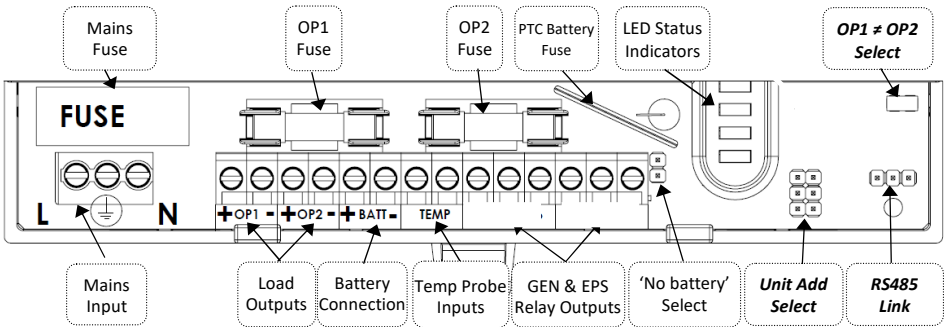 Mains
Fuse
OP1
Fuse
OP2
Fuse
PTC Battery
Fuse
LED Status
Indicators
OP1 ≠ OP2
Select
FUSE
L
N
+OP1 -
+OP2 -
+ BATT-
TEMP
Mains
Input
Load
Outputs
Battery
Connection
Temp Probe
Inputs
GEN & EPS
Relay Outputs
‘No battery’
Select
Unit Add
Select
RS485
Link